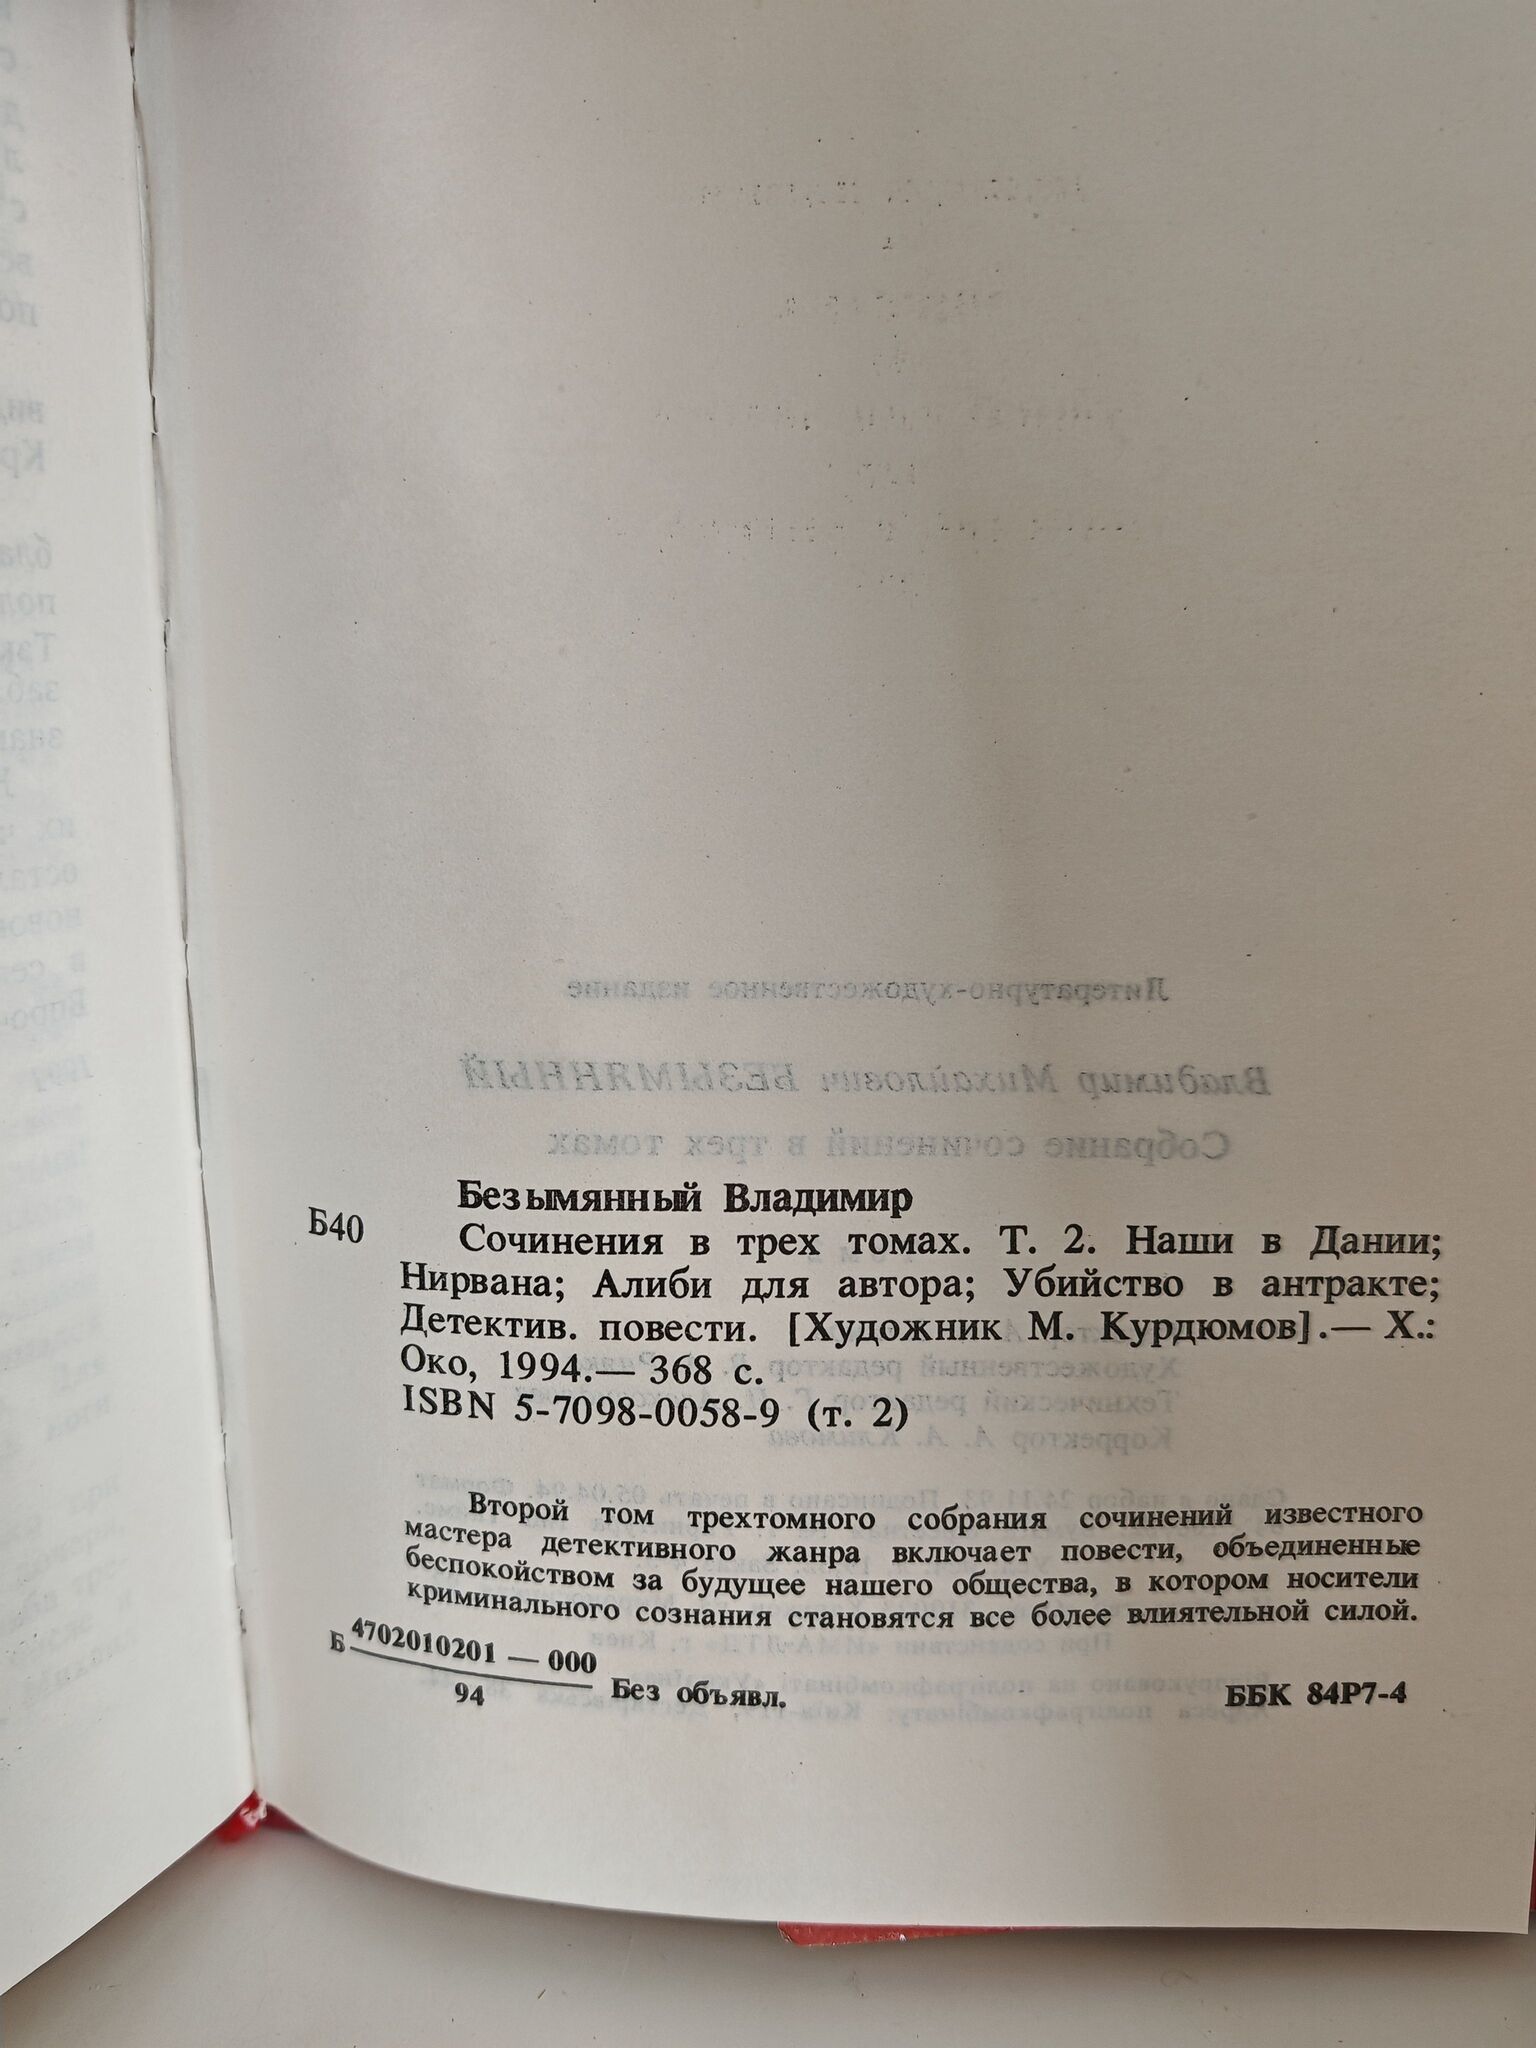 Безымянный Владимир
Б40
Сочинения в трех томах. Т. 2. Наши в Дании;
Нирвана; Алиби для автора; Убийство в антракте;
Детектив. повести. [Художник М. Курдюмов].— Х.:
Око, 1994.— 368 с.
ISBN 5-7098-0058-9 (т. 2)
Второй том трехтомного собрания сочинений известного
мастера детективного жанра включает повести, объединенные
беспокойством за будущее нашего общества, в котором носители
криминального сознания становятся все более влиятельной силой.
Б 4702010201 — 000
94
Без объявл.
ББК 84Р7-4